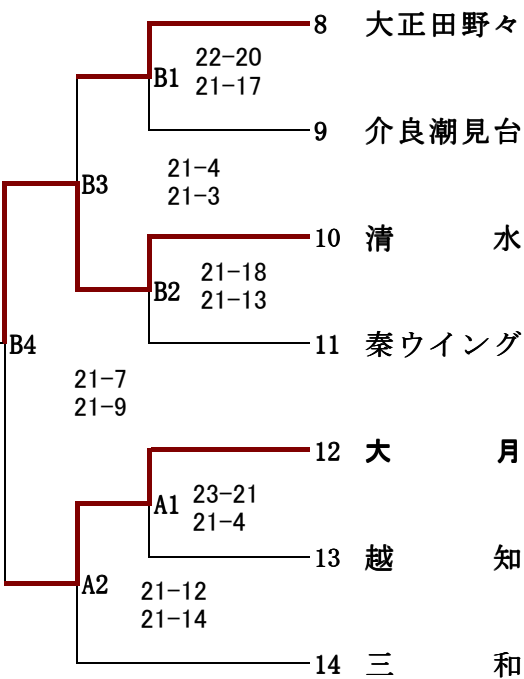 8 大正田野々
22-20
B1
21-17
9 介良潮見台
21-4
B3
21-3
10 清 水
21-18
B2
21-13
11 秦ウイング
B4
21-7
21-9
12 大 月
23-21
A1
21-4
13 越 知
A2
21-12
21-14
14 三 和